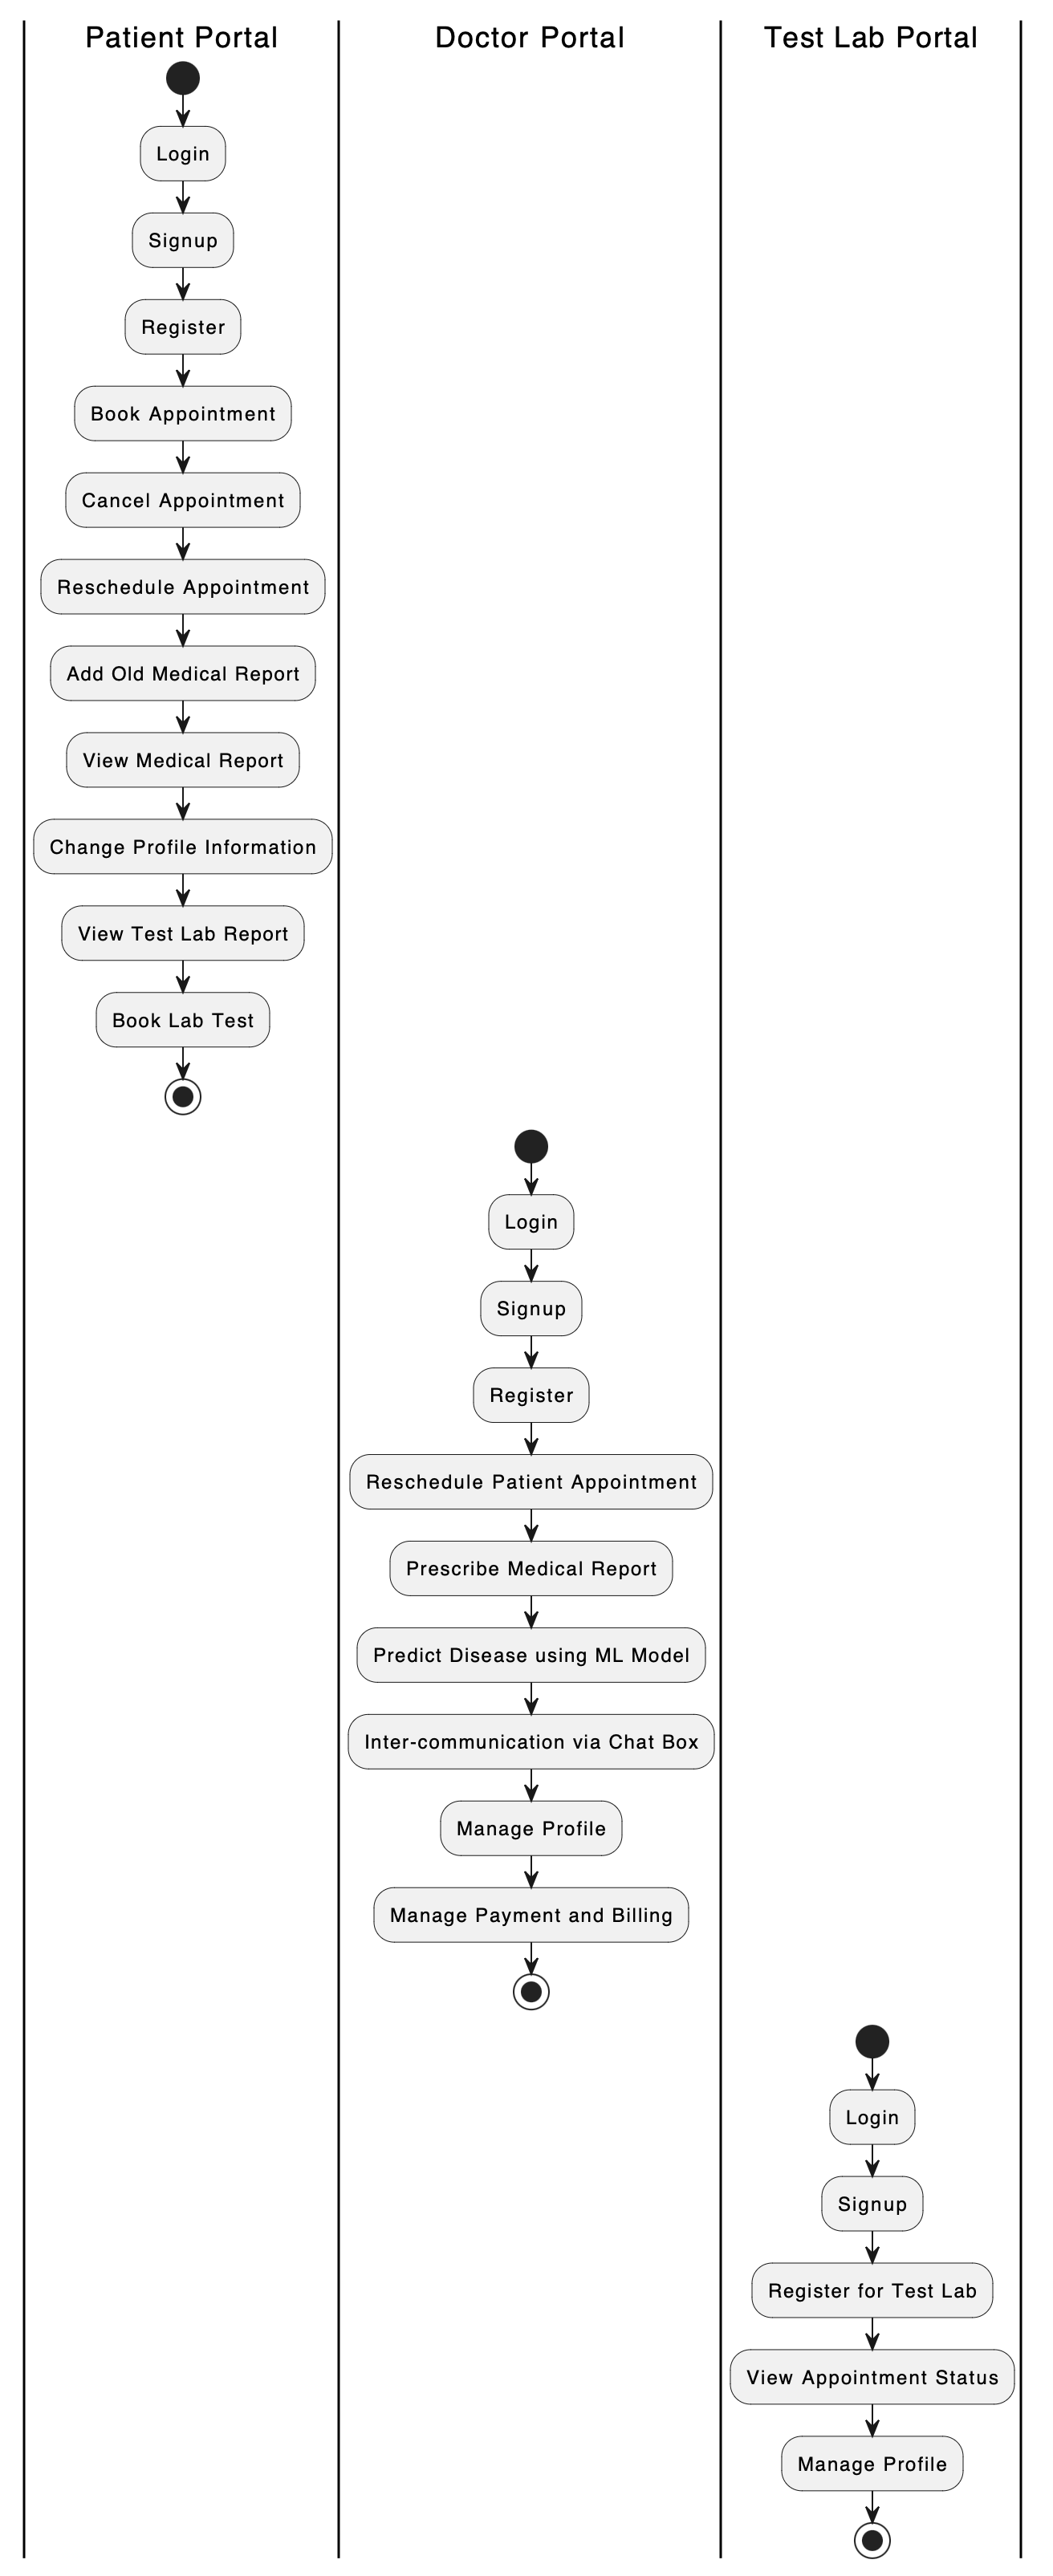 Patient Portal
Doctor Portal
Test Lab Portal
Login
Signup
Register
Book Appointment
Cancel Appointment
Reschedule Appointment
Add Old Medical Report
View Medical Report
Change Profile Information
View Test Lab Report
Book Lab Test
Login
Signup
Register
Reschedule Patient Appointment
Prescribe Medical Report
Predict Disease using ML Model
Inter-communication via Chat Box
Manage Profile
Manage Payment and Billing
Login
Signup
Register for Test Lab
View Appointment Status
Manage Profile